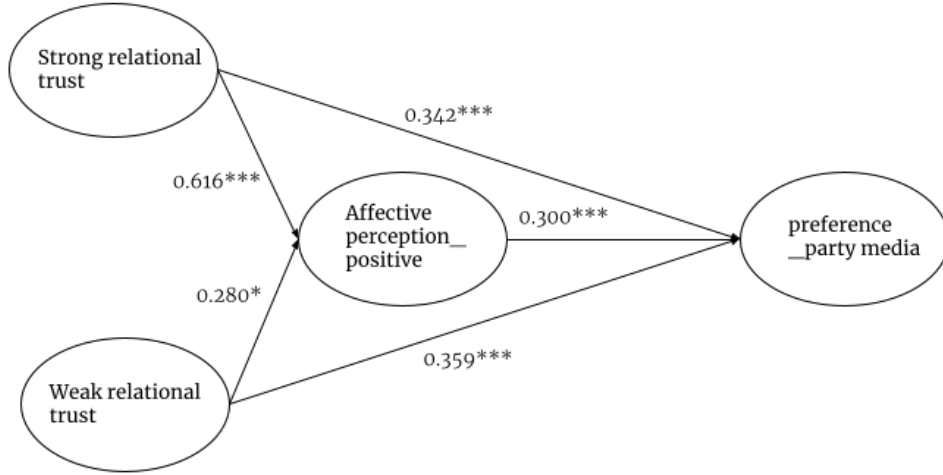 Strong relational
trust
0.342***
0.616***
Affective
perception_
positive
0.300***
preference
_party media
0.280*
0.359***
Weak relational
trust